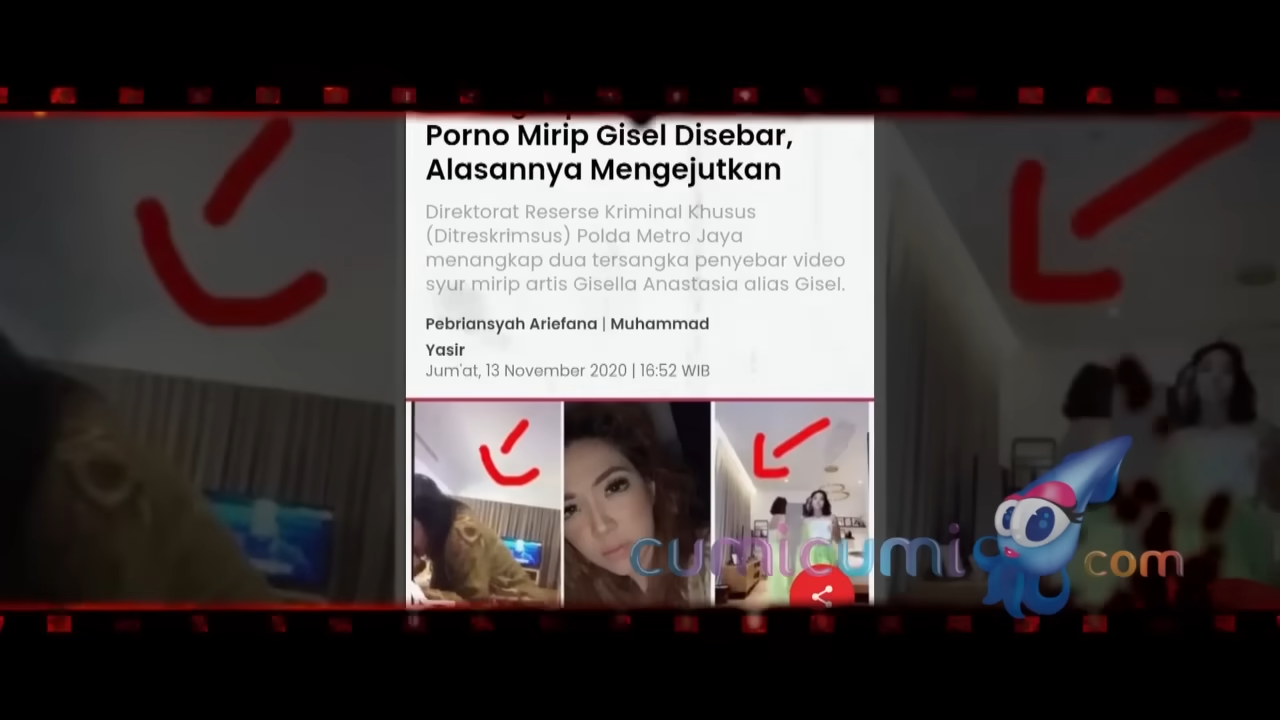 Porno Mirip Gisel Disebar,
Alasannya Mengejutkan
Direktorat Reserse Kriminal Khusus
(Ditreskrimsus) Polda Metro Jaya
menangkap dua tersangka penyebar video
syur mirip artis Gisella Anastasia alias Gisel.
Pebriansyah Ariefana | Muhammad
Yasir
Jum'at, 13 November 2020 | 16:52 WIB
cumicumi com